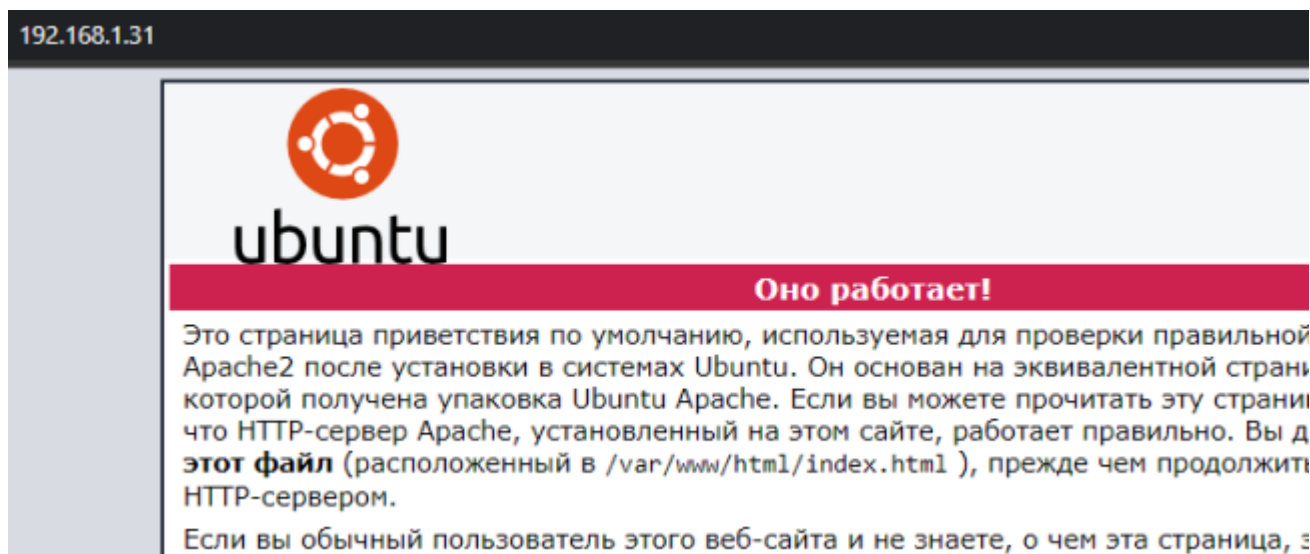 192.168.1.31
ubuntu
Оно работает!
Это страница приветствия по умолчанию, используемая для проверки правильной
Apache2 после установки в системах Ubuntu. Он основан на эквивалентной
которой получена упаковка Ubuntu Apache. Если вы можете прочитать эту
что HTTP-сервер Apache, установленный на этом сайте, работает правильно. Вы
этот файл (расположенный в /var/www/html/index.html ), прежде чем продолжить
HTTP-сервером.
Если вы обычный пользователь этого веб-сайта и не знаете, о чем эта страница,